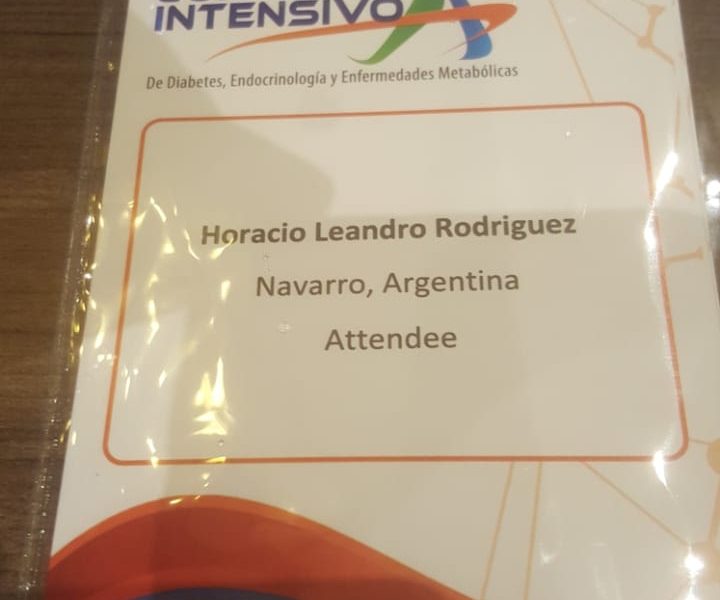 INTENSIVO
De Diabetes, Endocrinología y Enfermedades Metabólicas
Horacio Leandro Rodriguez
Navarro, Argentina
Attendee